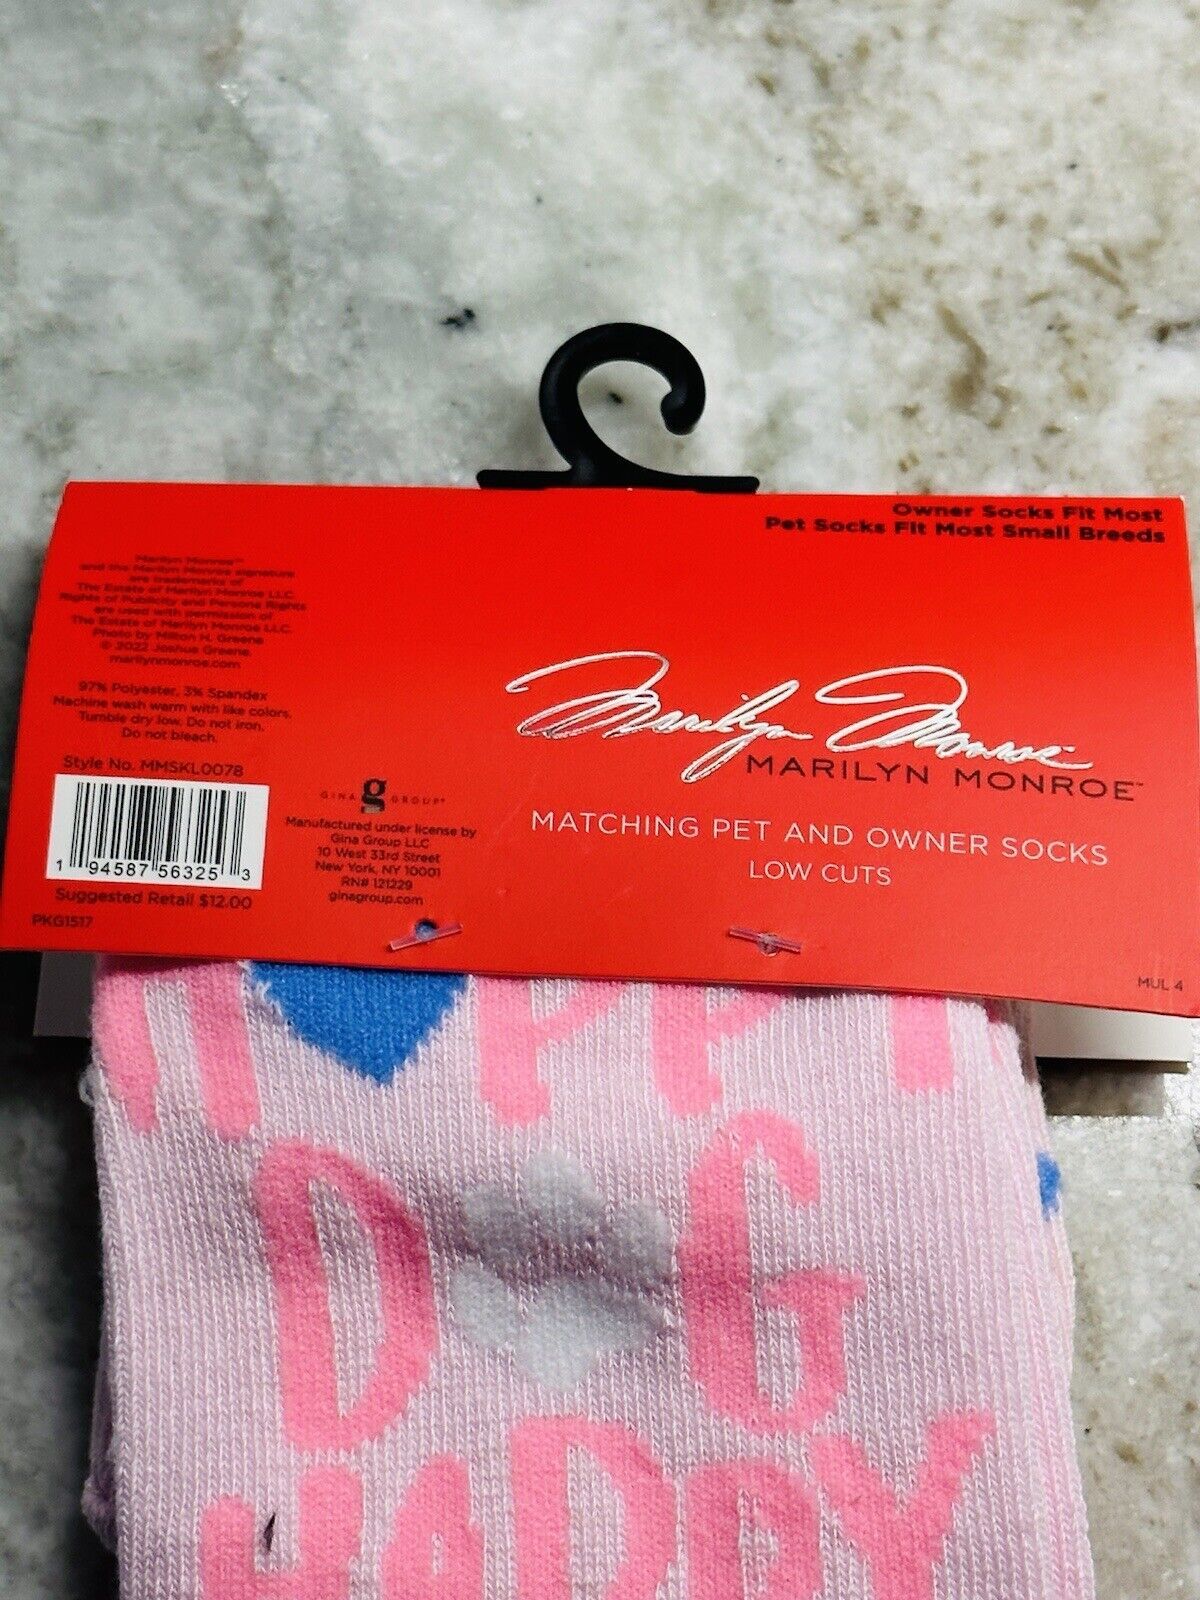 Owner Socks Fit Most
Pet Socks Fit Most Small Breeds
Marilyn Monroe™
and the Marilyn Monroe signature
are trademarks of
The Estate of Marilyn Monroe LLC.
Rights of Publicity and Persona Rights
are used with permission of
The Estate of Marilyn Monroe LLC.
Photo by Milton H. Greene
© 2022 Joshua Greene.
marilynmonroe.com
97% Polyester, 3% Spandex
Machine wash warm with like colors.
Tumble dry low. Do not iron.
Do not bleach.
Style No. MMSKL0078
1 94587 56325 3
Suggested Retail $12.00
PKG1517
GINA g GROUP®
Manufactured under license by
Gina Group LLC
10 West 33rd Street
New York, NY 10001
RN# 121229
ginagroup.com
Marilyn Monroe
MARILYN MONROE™
MATCHING PET AND OWNER SOCKS
LOW CUTS
MUL 4
HAPPY
DOG
HAPPY